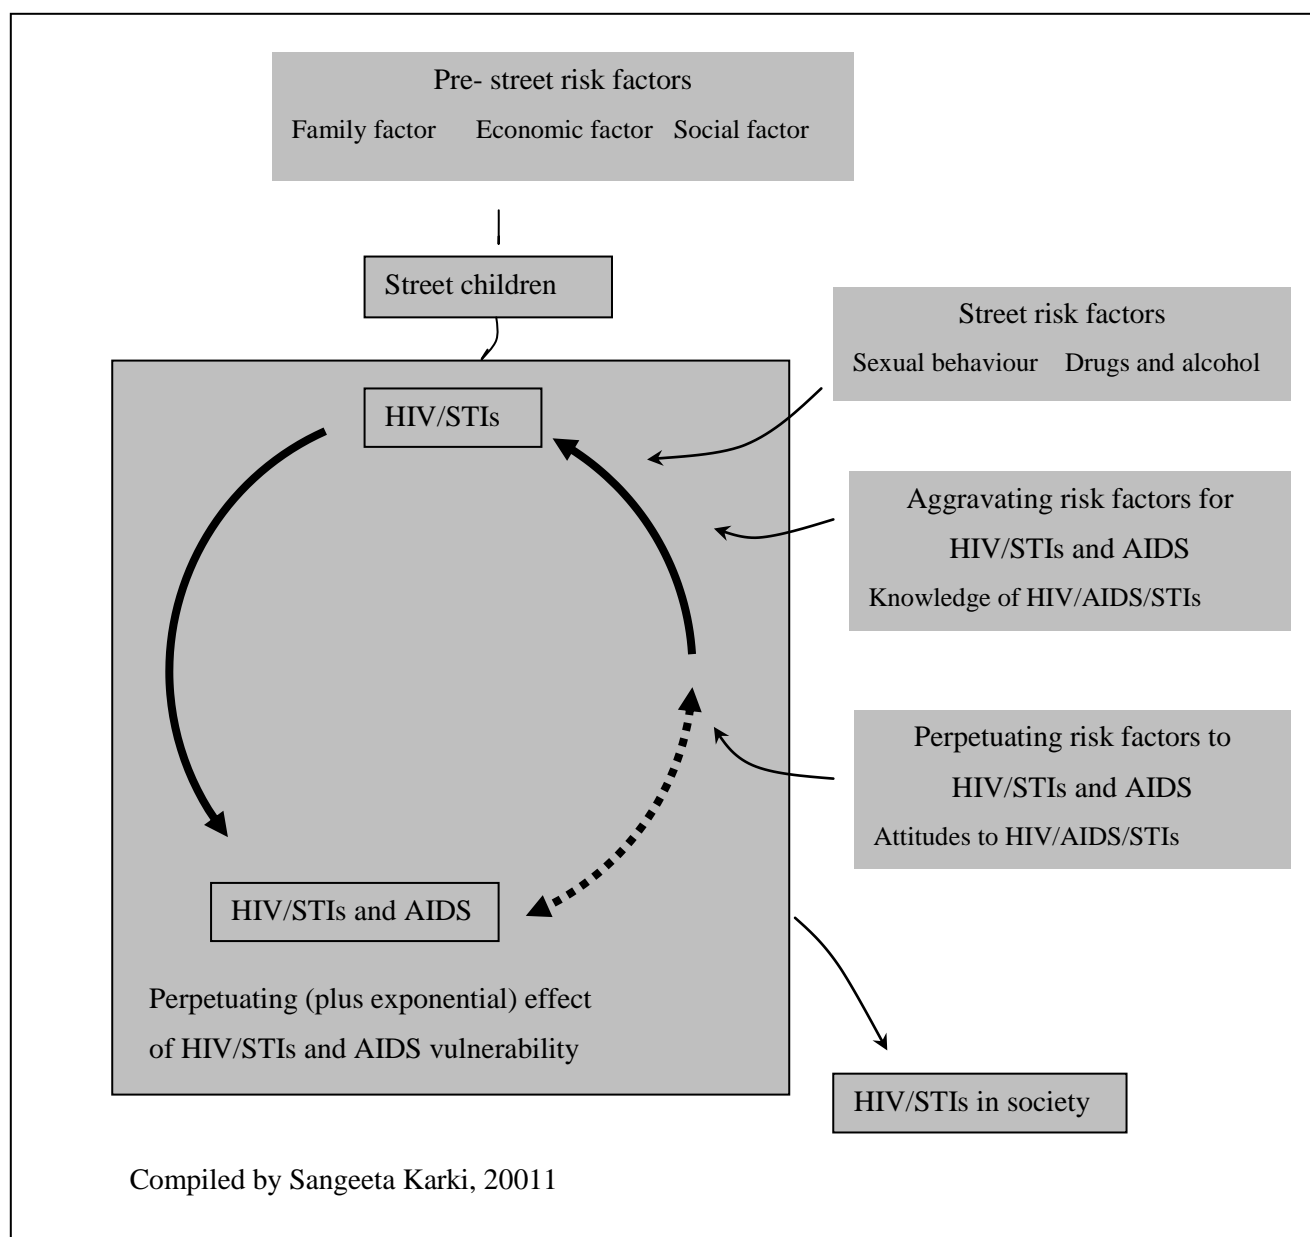 Pre- street risk factors
Family factor Economic factor Social factor
Street children
Street risk factors
Sexual behaviour Drugs and alcohol
HIV/STIs
Aggravating risk factors for
HIV/STIs and AIDS
Knowledge of HIV/AIDS/STIs
Perpetuating risk factors to
HIV/STIs and AIDS
Attitudes to HIV/AIDS/STIs
HIV/STIs and AIDS
Perpetuating (plus exponential) effect
of HIV/STIs and AIDS vulnerability
HIV/STIs in society
Compiled by Sangeeta Karki, 20011